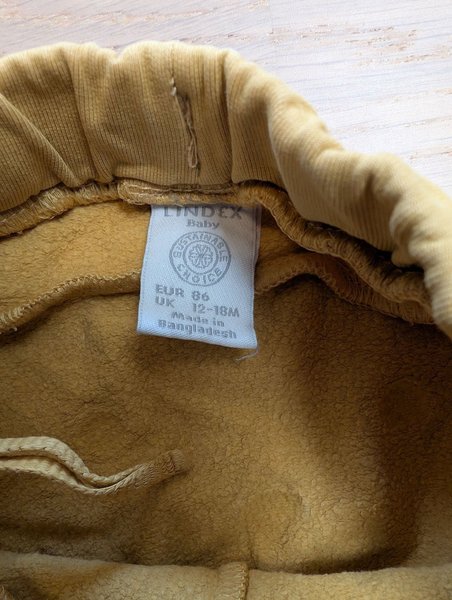 LINDEX
Baby
SUSTAINABLE
CHOICE
EUR 86
UK 12-18M
Made in
Bangladesh